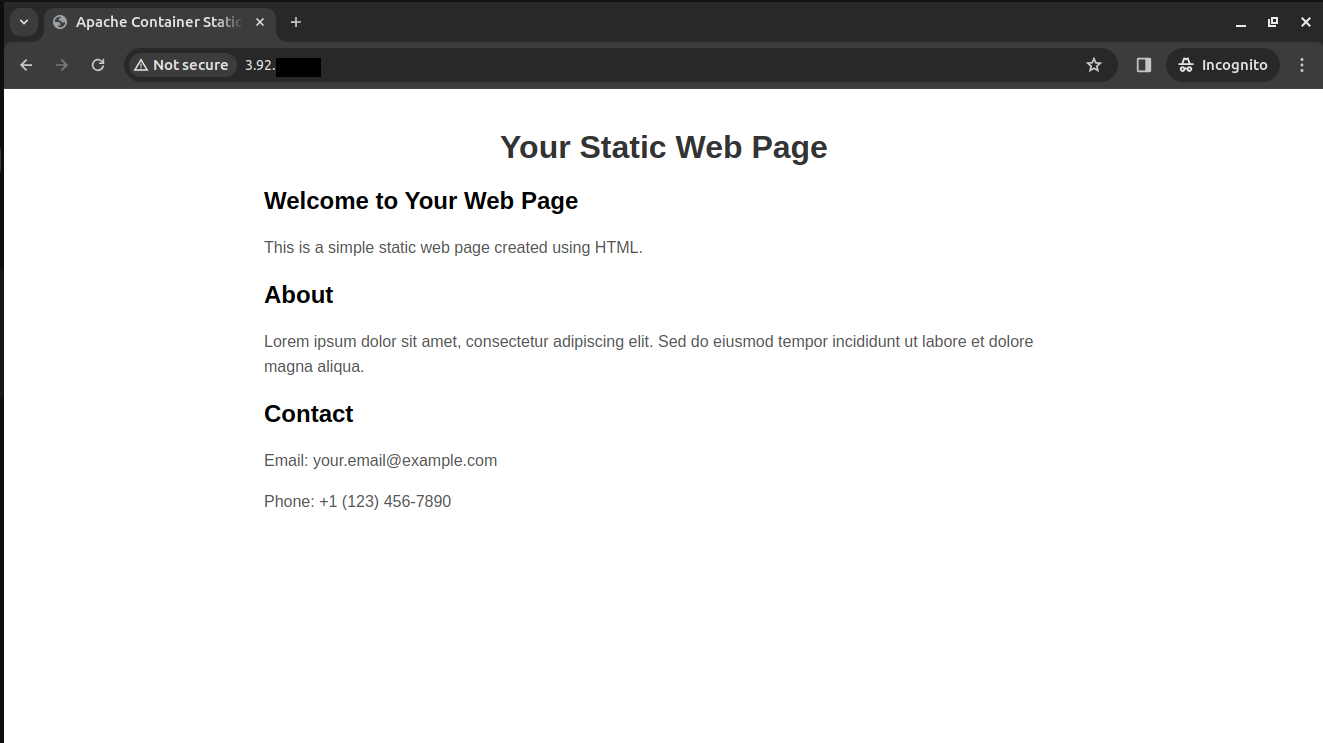 Apache Container Static
Not secure
3.92.
Incognito
Your Static Web Page
Welcome to Your Web Page
This is a simple static web page created using HTML.
About
Lorem ipsum dolor sit amet, consectetur adipiscing elit. Sed do eiusmod tempor incididunt ut labore et dolore
magna aliqua.
Contact
Email: your.email@example.com
Phone: +1 (123) 456-7890